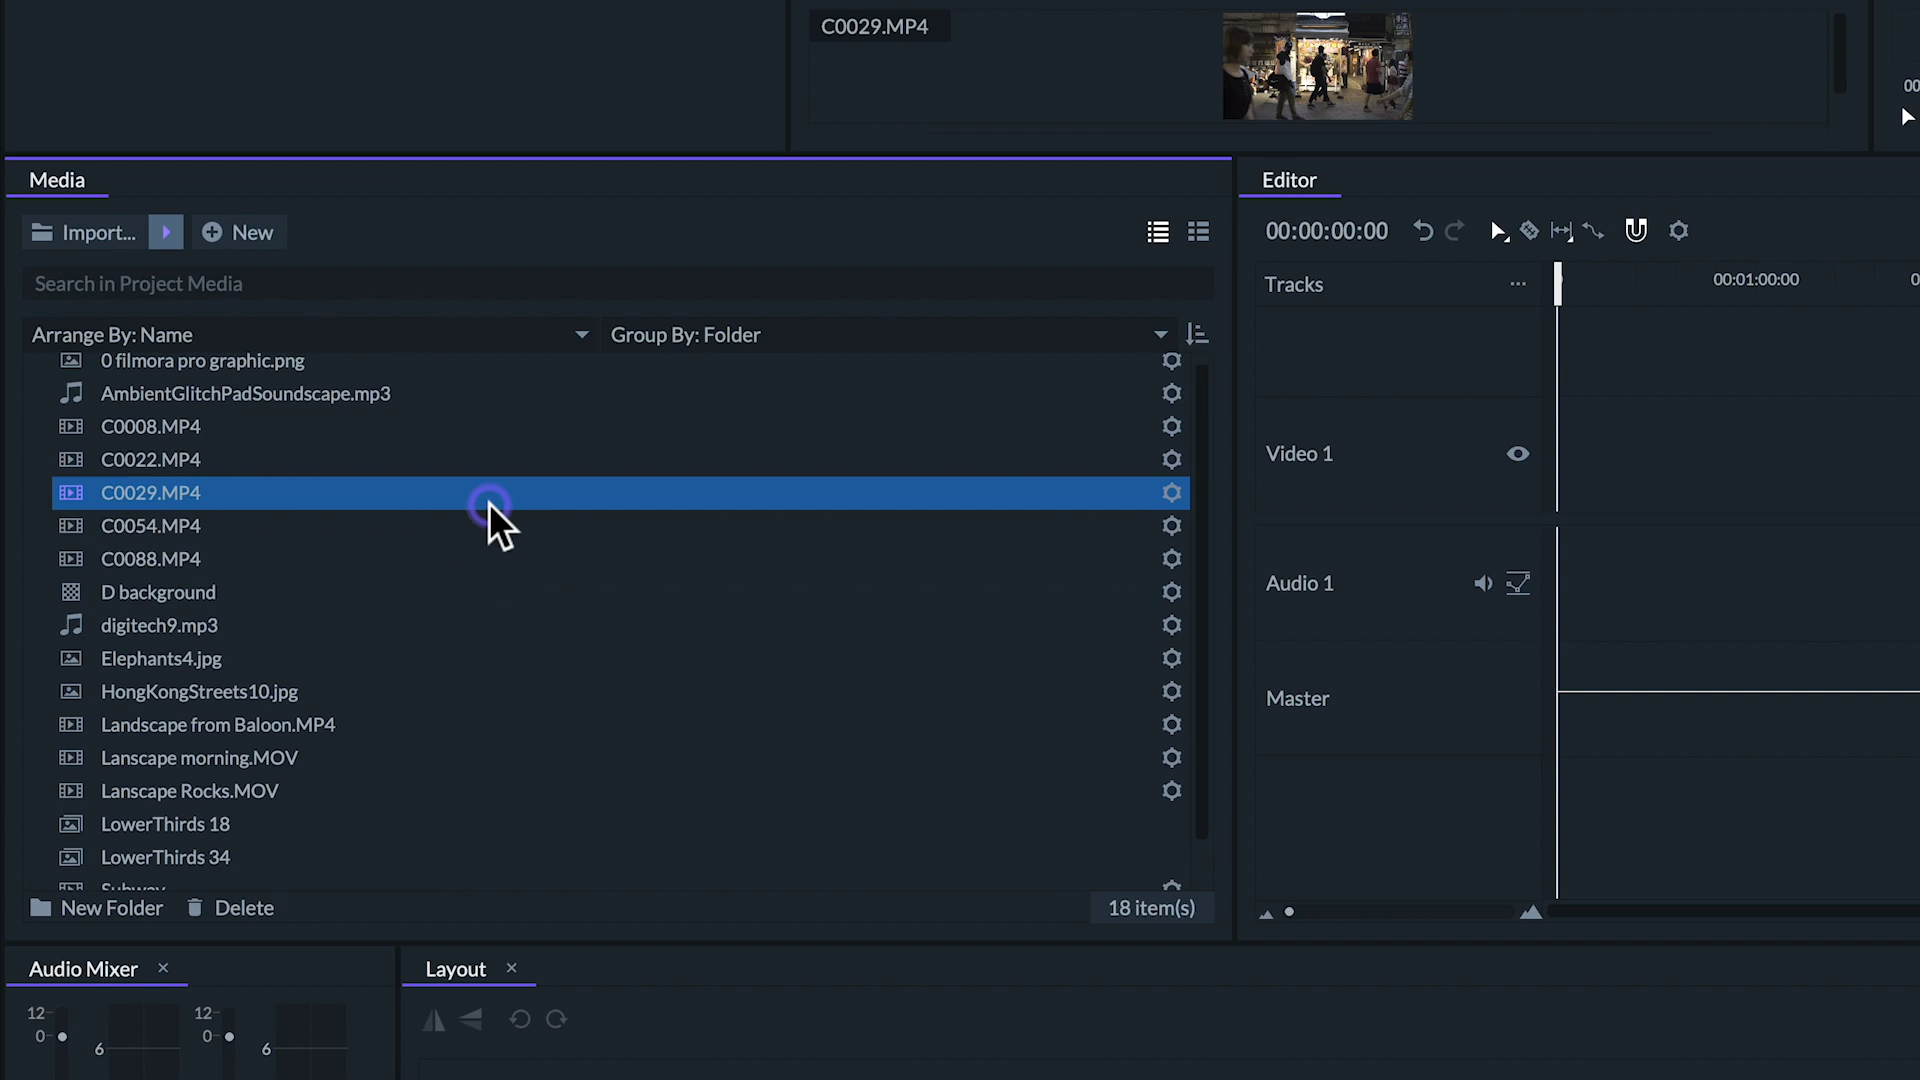 C0029.MP4
00
Media
Import...
New
Search in Project Media
Arrange By: Name
Group By: Folder
0 filmora pro graphic.png
AmbientGlitchPadSoundscape.mp3
C0008.MP4
C0022.MP4
C0029.MP4
C0054.MP4
C0088.MP4
D background
digitech9.mp3
Elephants4.jpg
HongKongStreets10.jpg
Landscape from Baloon.MP4
Lanscape morning.MOV
Lanscape Rocks.MOV
LowerThirds 18
LowerThirds 34
Subway
New Folder
Delete
18 item(s)
Editor
00:00:00:00
Tracks
00:01:00:00
0
Video 1
Audio 1
Master
Audio Mixer
12
0
6
12
0
6
Layout